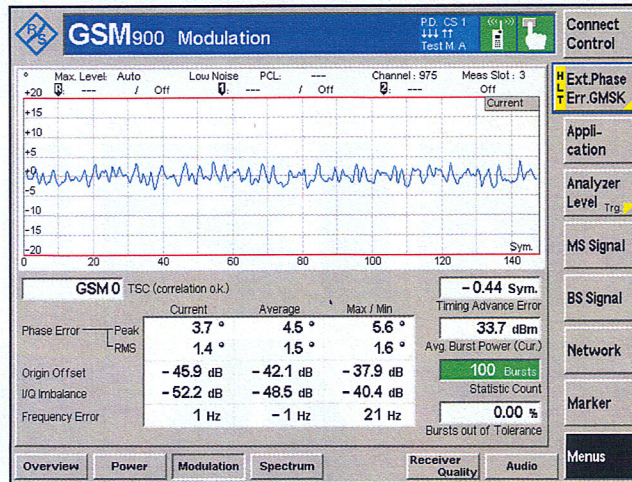 R/S GSM900 Modulation P.D. CS 1
Test M. A
Connect Control
° Max. Level: Auto Low Noise PCL: --- Channel : 975 Meas Slot : 3
R: --- / Off 1: --- / Off 2: --- Off
Current
+20
+15
+10
+5
±0
-5
-10
-15
-20
0 20 40 60 80 100 120 140
Sym.
GSM 0 TSC (correlation o.k.)
Current Average Max / Min
Phase Error Peak 3.7 ° 4.5 ° 5.6 °
RMS 1.4 ° 1.5 ° 1.6 °
Origin Offset - 45.9 dB - 42.1 dB - 37.9 dB
I/Q Imbalance - 52.2 dB - 48.5 dB - 40.4 dB
Frequency Error 1 Hz - 1 Hz 21 Hz
- 0.44 Sym.
Timing Advance Error
33.7 dBm
Avg. Burst Power (Cur.)
100 Bursts
Statistic Count
0.00 %
Bursts out of Tolerance
H L T Ext.Phase Err.GMSK
Appli-
cation
Analyzer
Level Trg.
MS Signal
BS Signal
Network
Marker
Menus
Overview Power Modulation Spectrum Receiver Quality Audio